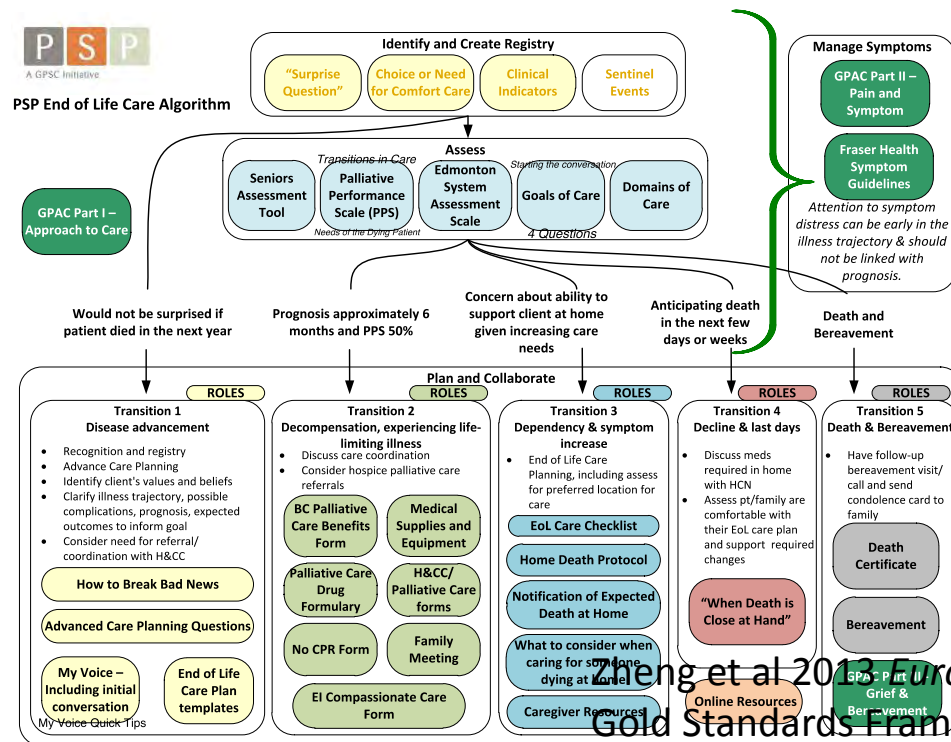 P S P
A GPSC Initiative
PSP End of Life Care Algorithm
Identify and Create Registry
“Surprise
Question”
Choice or Need
for Comfort Care
Clinical
Indicators
Sentinel
Events
Manage Symptoms
GPAC Part II –
Pain and
Symptom
Fraser Health
Symptom
Guidelines
Attention to symptom
distress can be early in the
illness trajectory & should
not be linked with
prognosis.
Assess
Transitions in Care
Starting the conversation
Seniors
Assessment
Tool
Palliative
Performance
Scale (PPS)
Edmonton
System
Assessment
Scale
Goals of Care
Domains of
Care
Needs of the Dying Patient
4 Questions
GPAC Part I –
Approach to Care
Would not be surprised if
patient died in the next year
Prognosis approximately 6
months and PPS 50%
Concern about ability to
support client at home
given increasing care
needs
Anticipating death
in the next few
days or weeks
Death and
Bereavement
Plan and Collaborate
ROLES
Transition 1
Disease advancement
• Recognition and registry
• Advance Care Planning
• Identify client's values and beliefs
• Clarify illness trajectory, possible
complications, prognosis, expected
outcomes to inform goal
• Consider need for referral/
coordination with H&CC
How to Break Bad News
Advanced Care Planning Questions
My Voice –
Including initial
conversation
My Voice Quick Tips
End of Life
Care Plan
templates
ROLES
Transition 2
Decompensation, experiencing life-
limiting illness
• Discuss care coordination
• Consider hospice palliative care
referrals
BC Palliative
Care Benefits
Form
Medical
Supplies and
Equipment
Palliative Care
Drug
Formulary
H&CC/
Palliative Care
forms
No CPR Form
Family
Meeting
EI Compassionate Care
Form
ROLES
Transition 3
Dependency & symptom
increase
• End of Life Care
Planning, including assess
for preferred location for
care
EoL Care Checklist
Home Death Protocol
Notification of Expected
Death at Home
What to consider when
caring for someone
dying at home
Caregiver Resources
ROLES
Transition 4
Decline & last days
• Discuss meds
required in home
with HCN
• Assess pt/family are
comfortable with
their EoL care plan
and support required
changes
“When Death is
Close at Hand”
Online Resources
ROLES
Transition 5
Death & Bereavement
• Have follow-up
bereavement visit/
call and send
condolence card to
family
Death
Certificate
Bereavement
GPAC Part III
Grief &
Bereavement
Zheng et al 2013 Euro
Gold Standards Fram